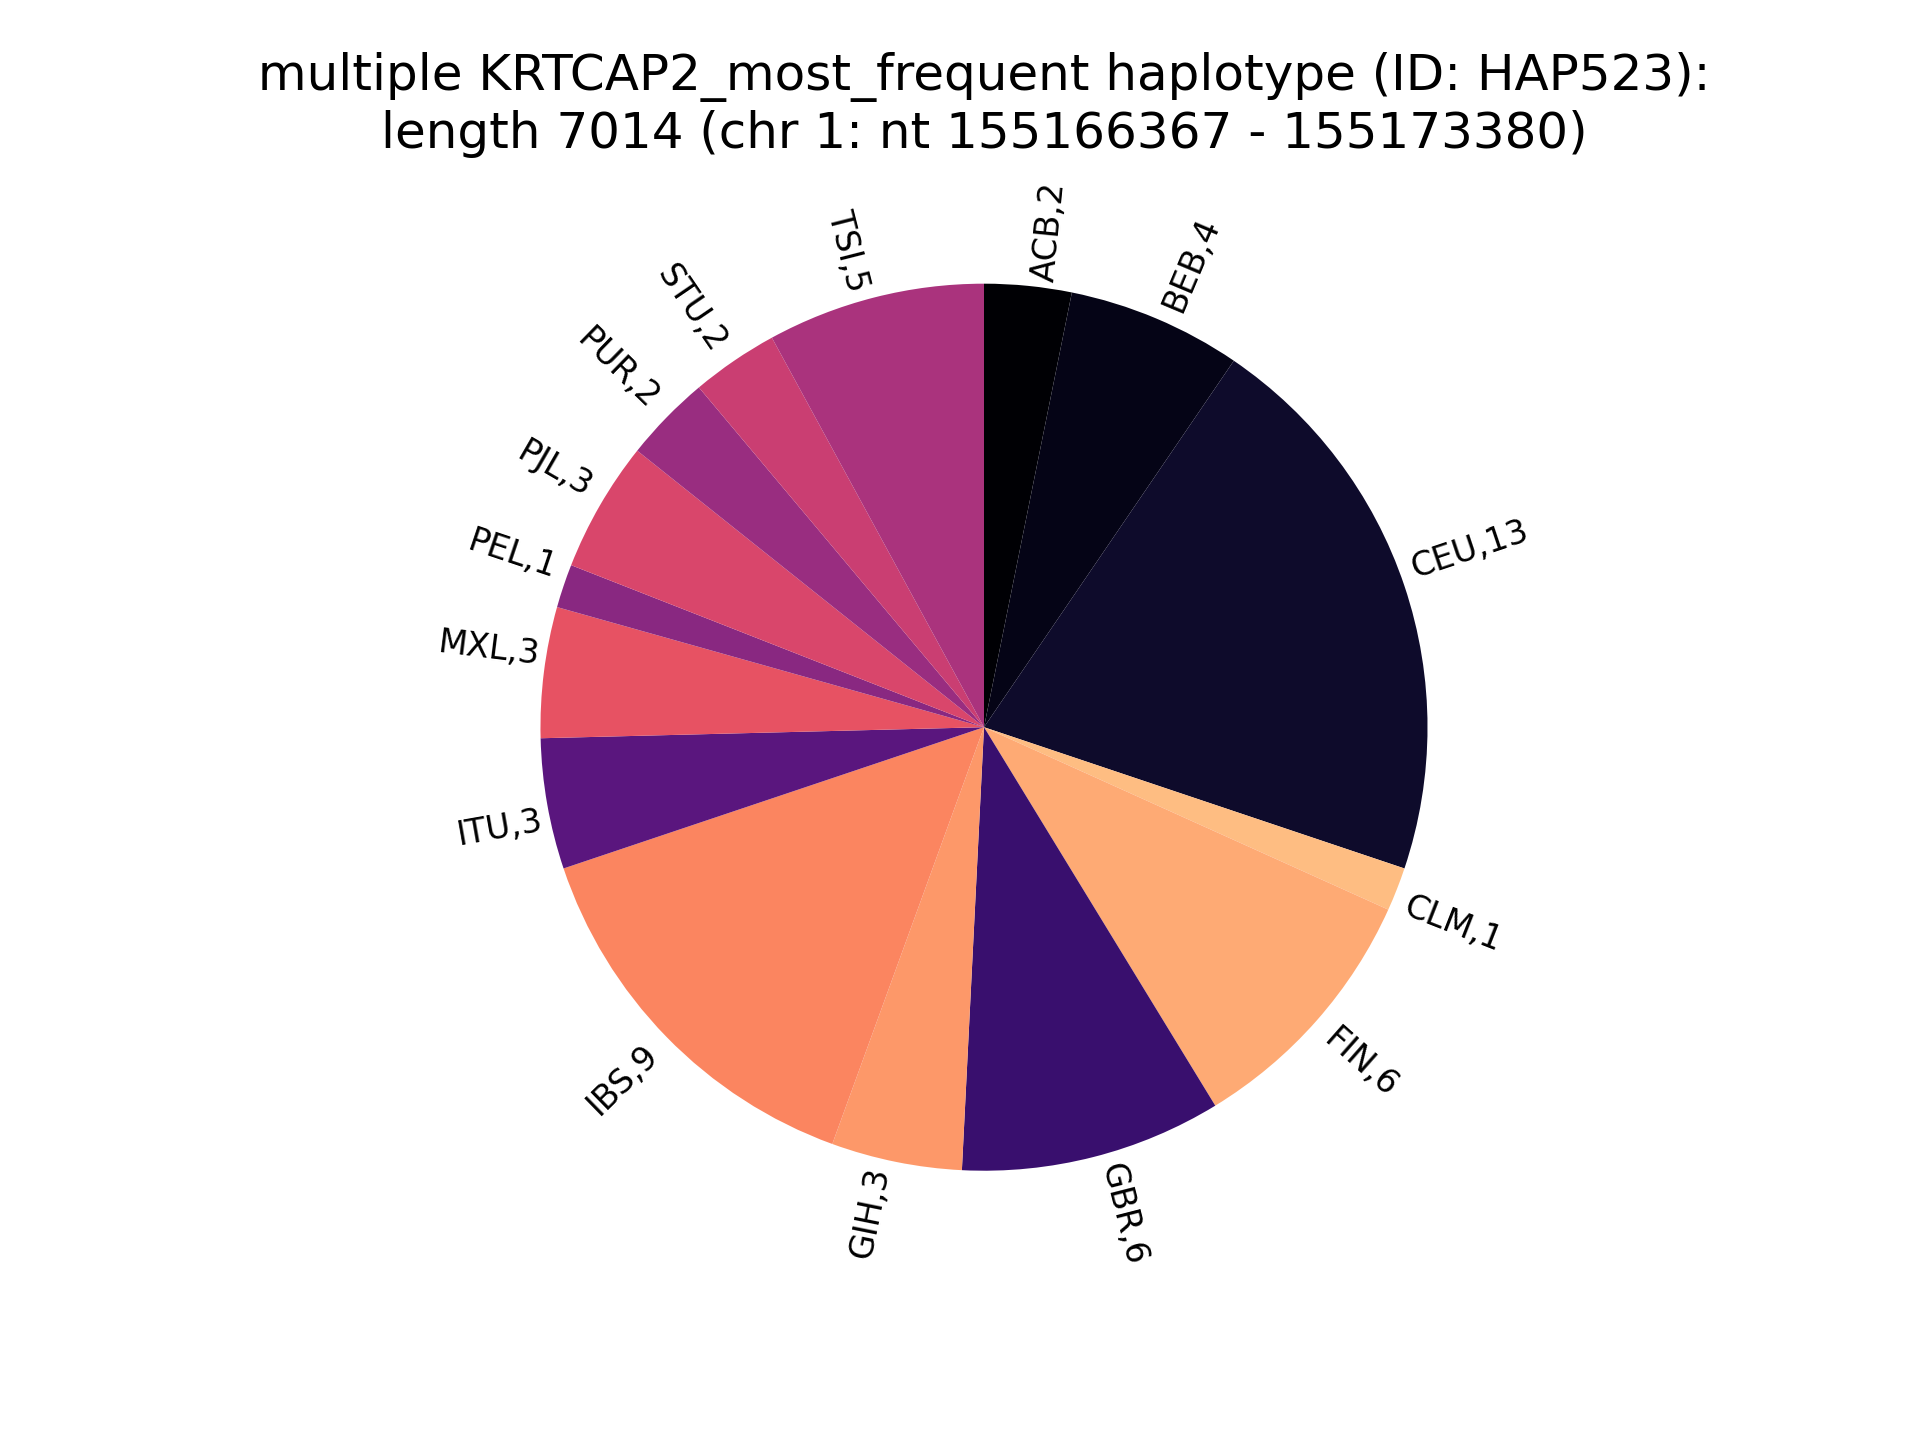 multiple KRTCAP2_most_frequent haplotype (ID: HAP523):
length 7014 (chr 1: nt 155166367 - 155173380)
ACB,2
BEB,4
CEU,13
CLM,1
FIN,6
GBR,6
GIH,3
IBS,9
ITU,3
MXL,3
PEL,1
PJL,3
PUR,2
STU,2
TSI,5